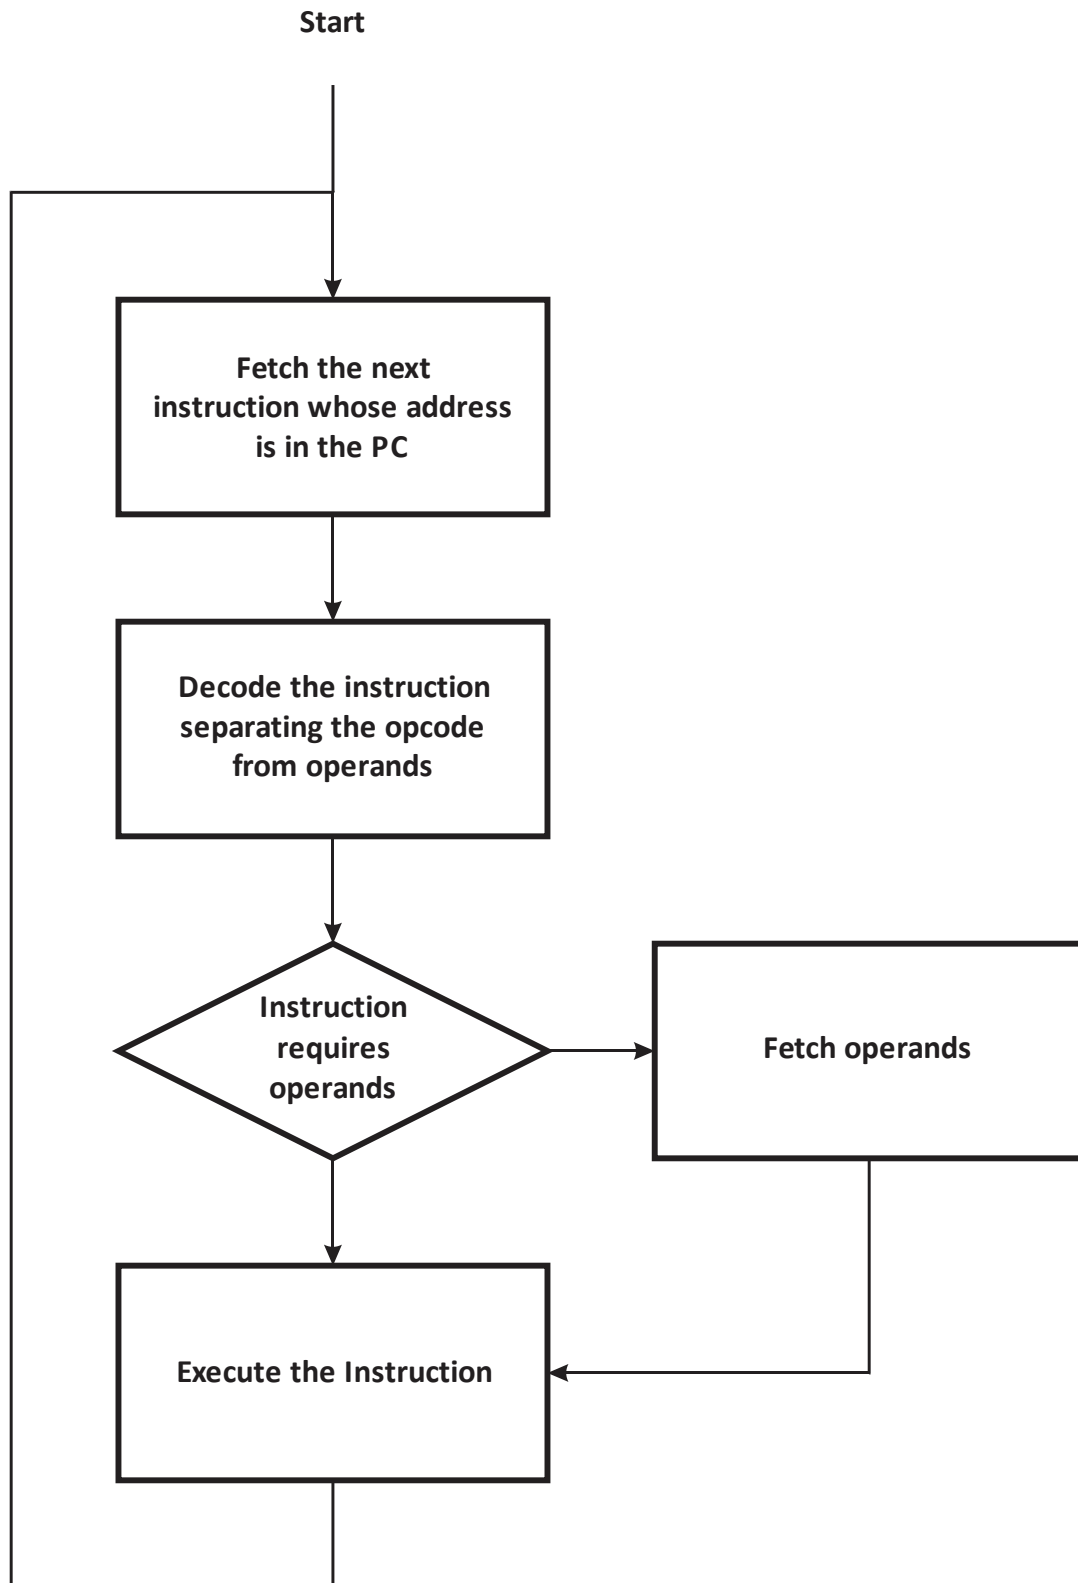 Start
Fetch the next
instruction whose address
is in the PC
Decode the instruction
separating the opcode
from operands
Instruction
requires
operands
Fetch operands
Execute the Instruction